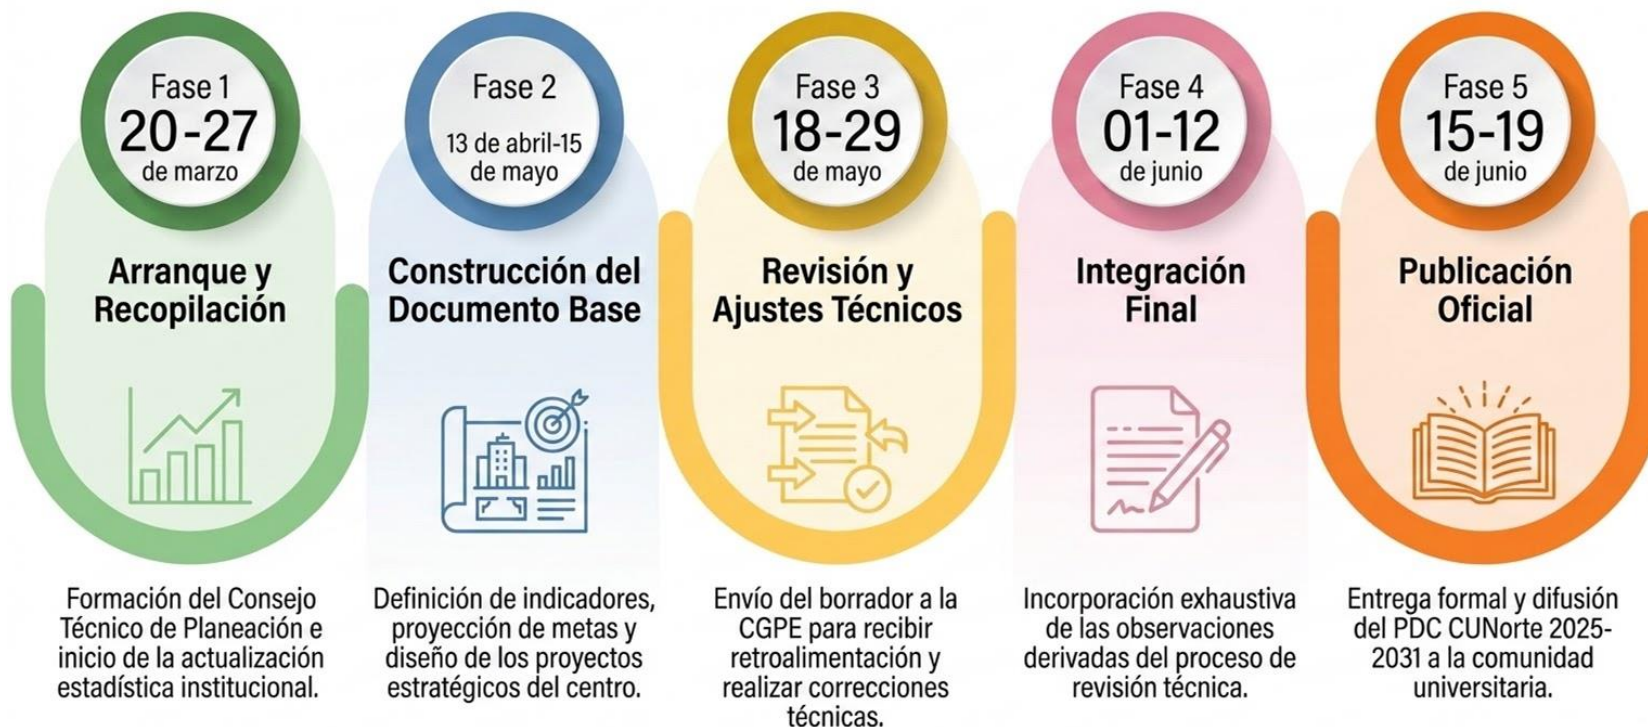 Fase 1
20-27
de marzo
Arranque y
Recopilación
Formación del Consejo
Técnico de Planeación e
inicio de la actualización
estadística institucional.
Fase 2
13 de abril-15
de mayo
Construcción del
Documento Base
Definición de indicadores,
proyección de metas y
diseño de los proyectos
estratégicos del centro.
Fase 3
18-29
de mayo
Revisión y
Ajustes Técnicos
Envío del borrador a la
CGPE para recibir
retroalimentación y
realizar correcciones
técnicas.
Fase 4
01-12
de junio
Integración
Final
Incorporación exhaustiva
de las observaciones
derivadas del proceso de
revisión técnica.
Fase 5
15-19
de junio
Publicación
Oficial
Entrega formal y difusión
del PDC CUNorte 2025-
2031 a la comunidad
universitaria.